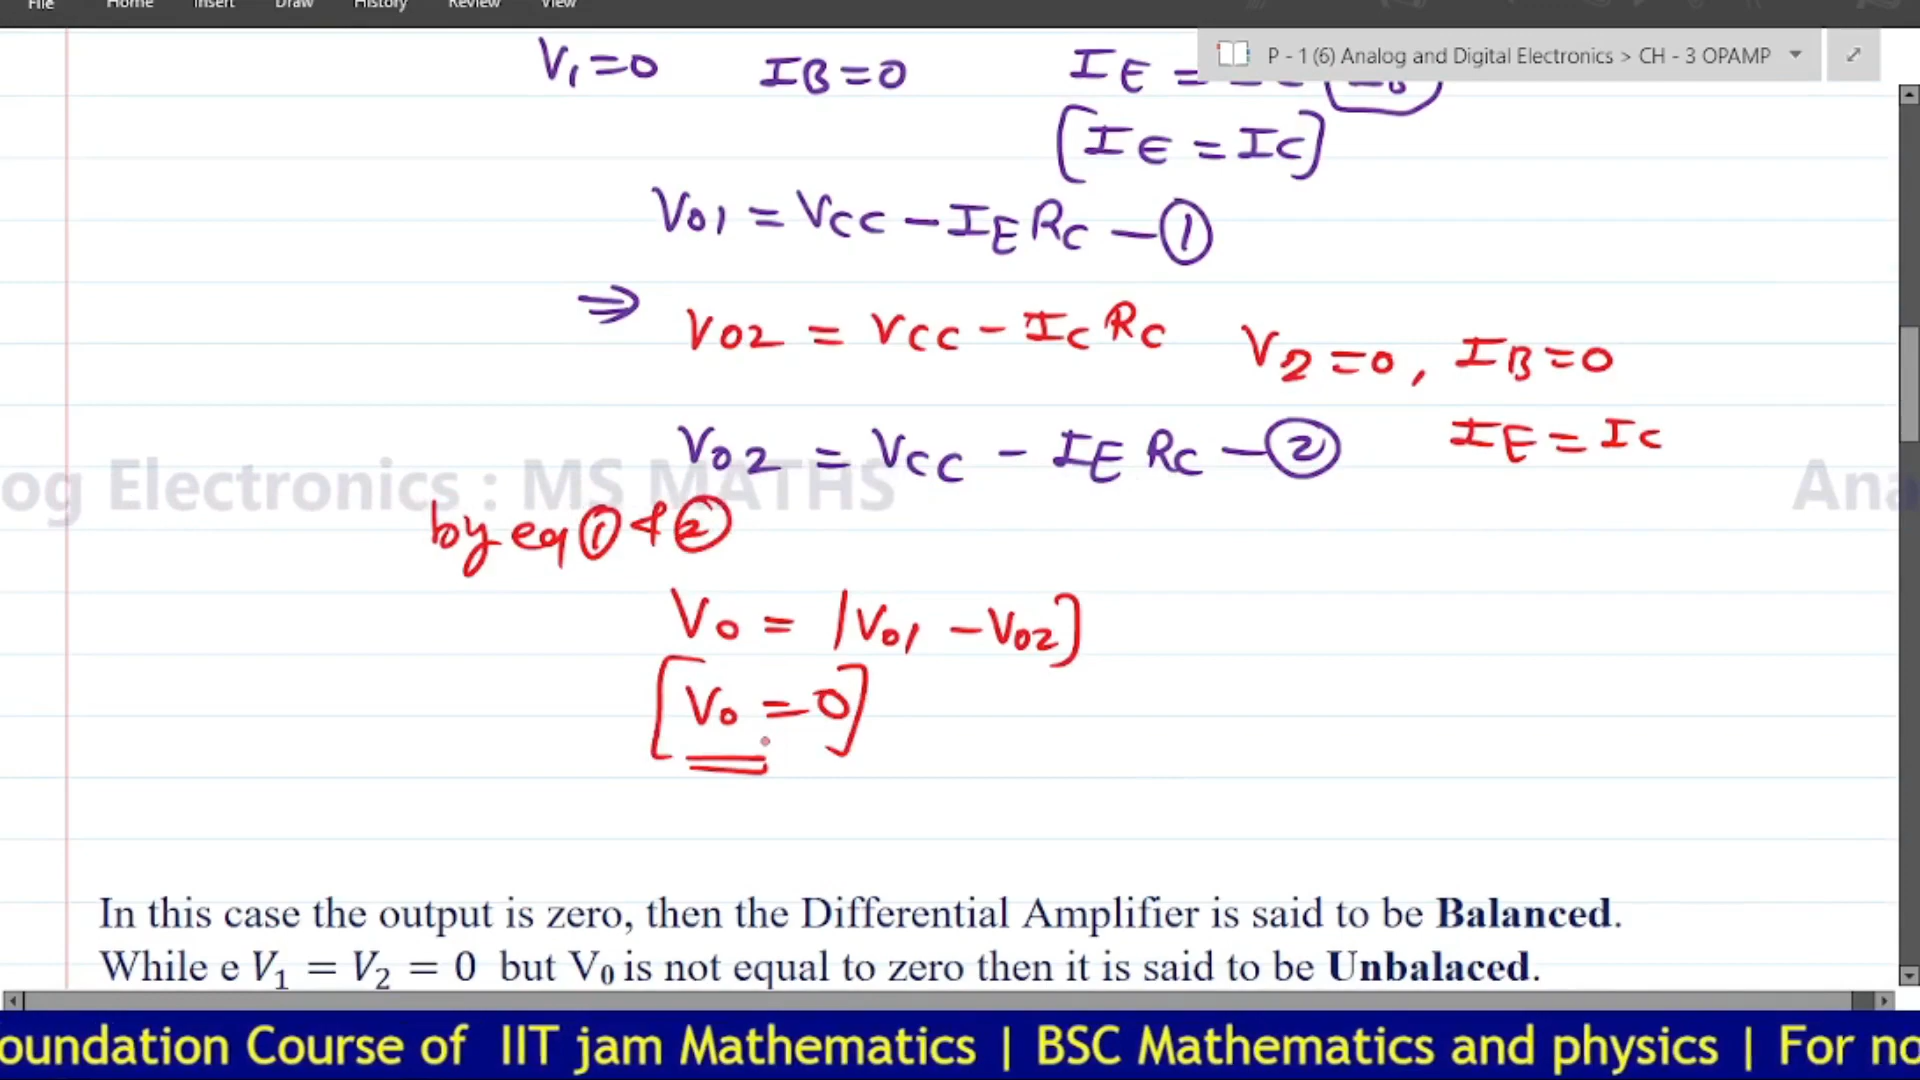 File Home Insert Draw History Review View
P - 1 (6) Analog and Digital Electronics > CH - 3 OPAMP
V₁=0 IB=0 IE =
[IE = IC]
V01 = VCC - IE RC - ①
⇒ V02 = VCC - IC RC V2=0, IB=0
IE = IC
V02 = VCC - IE RC - ②
og Electronics : MS MATHS Ana
by eq ① & ②
V0 = |V01 - V02]
[V0 = 0]
In this case the output is zero, then the Differential Amplifier is said to be Balanced.
While e V₁ = V₂ = 0 but V₀ is not equal to zero then it is said to be Unbalaced.
oundation Course of IIT jam Mathematics | BSC Mathematics and physics | For no